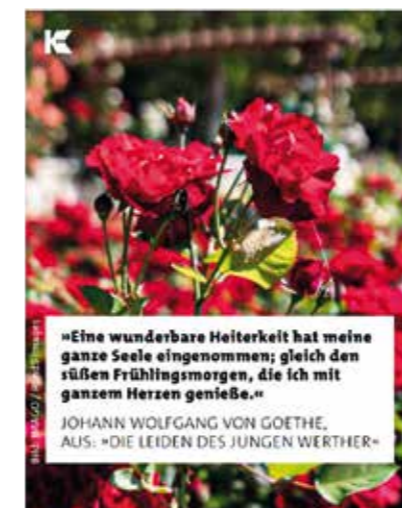 »Eine wunderbare Heiterkeit hat meine
ganze Seele eingenommen; gleich den
süßen Frühlingsmorgen, die ich mit
ganzem Herzen genieße.«
JOHANN WOLFGANG VON GOETHE,
AUS: »DIE LEIDEN DES JUNGEN WERTHER«